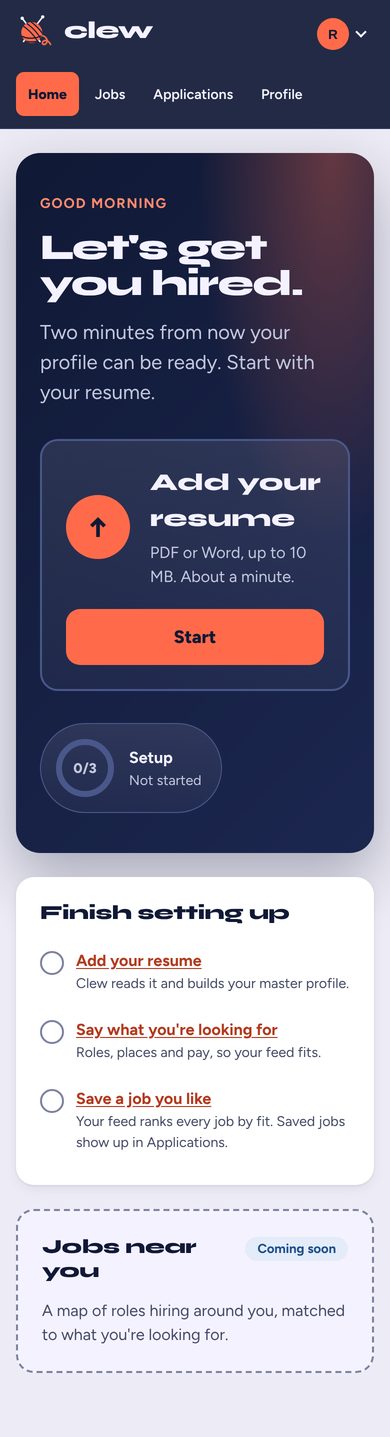 clew
R
Home Jobs Applications Profile
GOOD MORNING
Let's get
you hired.
Two minutes from now your
profile can be ready. Start with
your resume.
Add your
resume
PDF or Word, up to 10
MB. About a minute.
Start
0/3
Setup
Not started
Finish setting up
Add your resume
Clew reads it and builds your master profile.
Say what you're looking for
Roles, places and pay, so your feed fits.
Save a job you like
Your feed ranks every job by fit. Saved jobs
show up in Applications.
Jobs near
you
Coming soon
A map of roles hiring around you, matched
to what you're looking for.